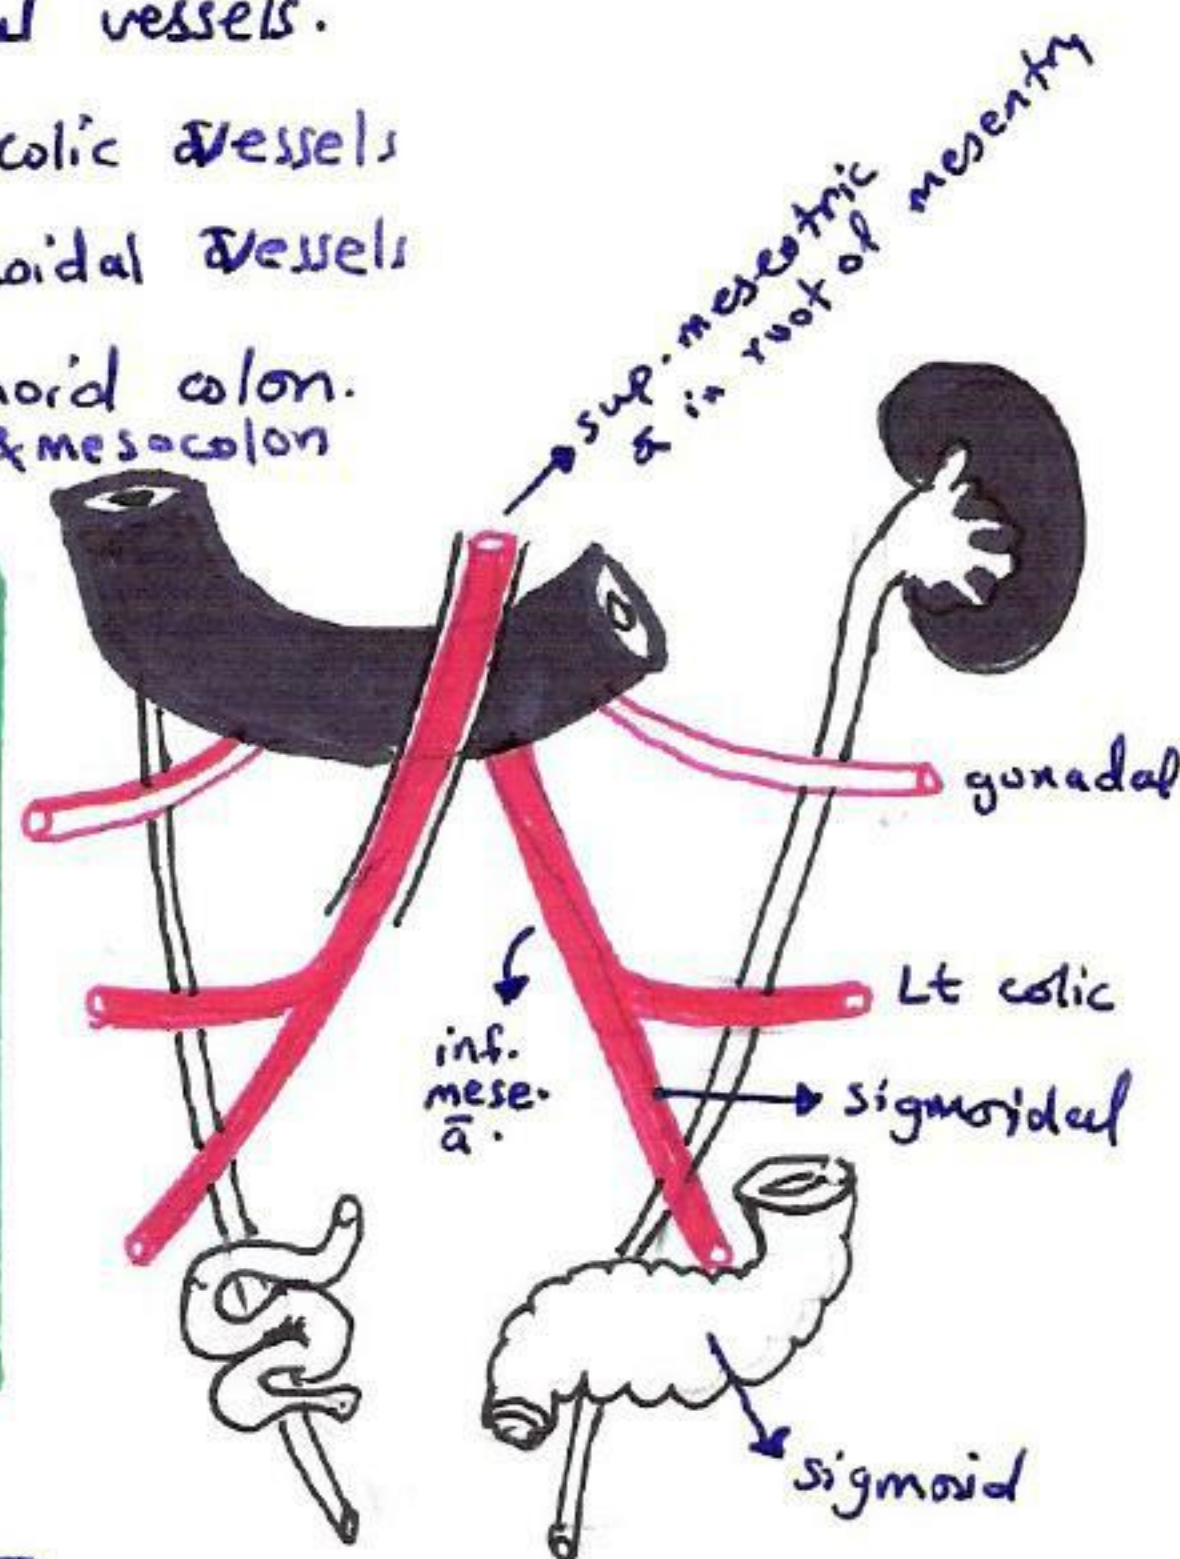 vessels.
colic vessels
oidal vessels
oid colon.
& mesocolon
sup. mesentric
a in root of mesentry
gonadal
Lt colic
inf.
mese.
ā.
sigmoidal
sigmoid